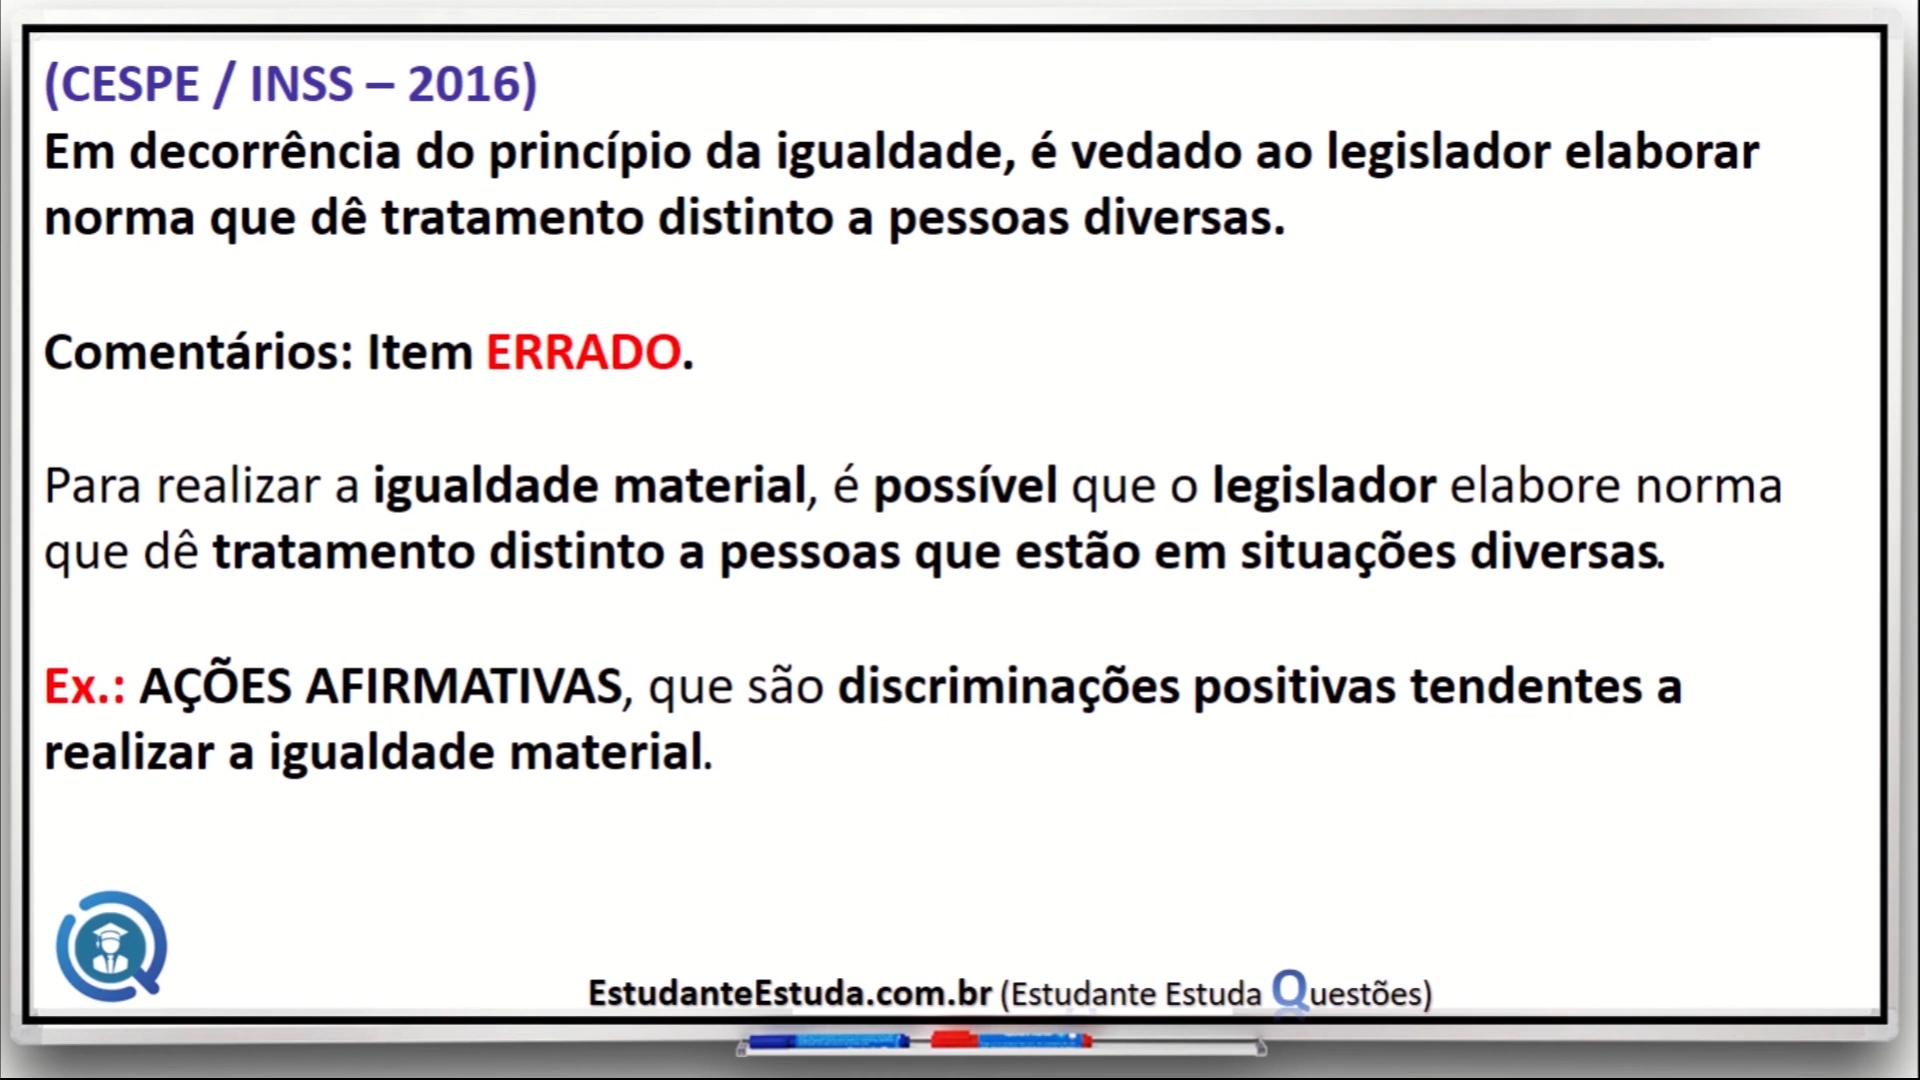 (CESPE / INSS – 2016)
Em decorrência do princípio da igualdade, é vedado ao legislador elaborar
norma que dê tratamento distinto a pessoas diversas.
Comentários: Item ERRADO.
Para realizar a igualdade material, é possível que o legislador elabore norma
que dê tratamento distinto a pessoas que estão em situações diversas.
Ex.: AÇÕES AFIRMATIVAS, que são discriminações positivas tendentes a
realizar a igualdade material.
EstudanteEstuda.com.br (Estudante Estuda Questões)